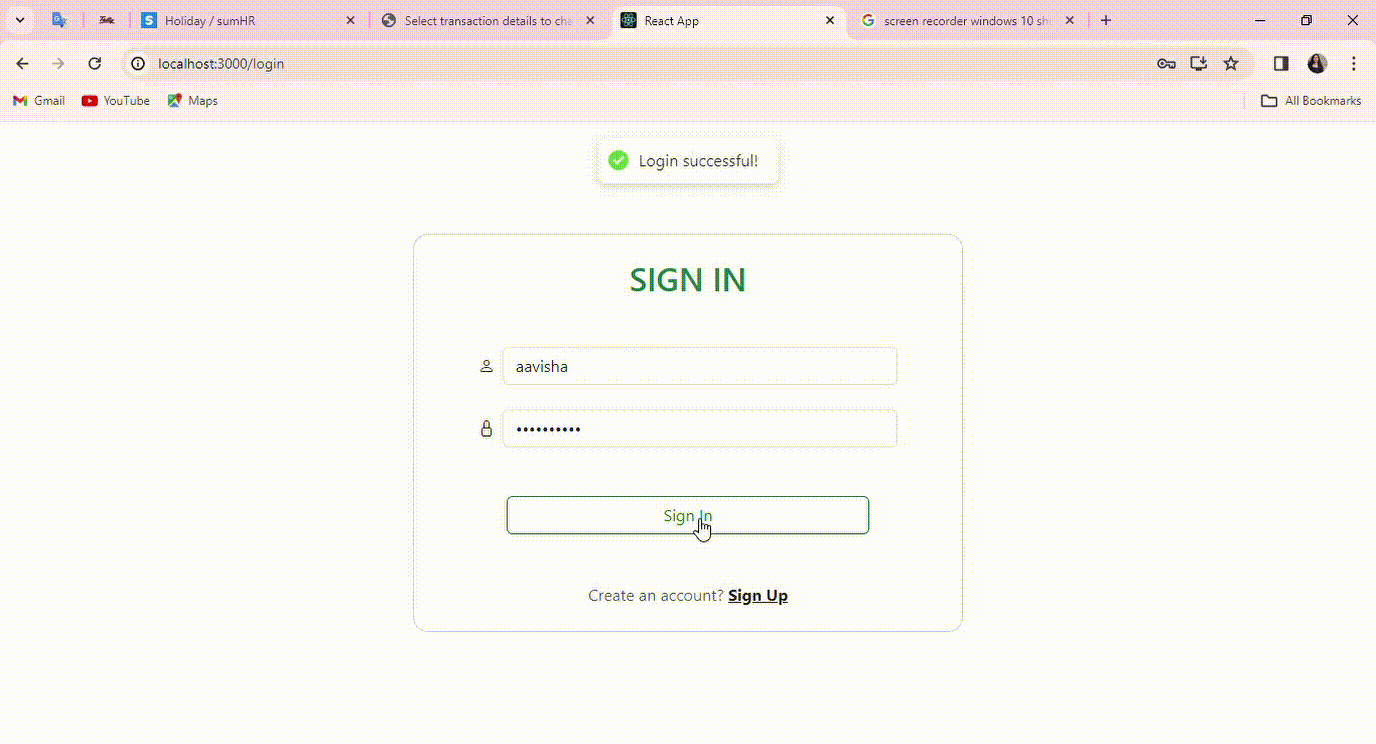 Holiday / sumHR
Select transaction details to cha
React App
screen recorder windows 10 sh
localhost:3000/login
Gmail
YouTube
Maps
All Bookmarks
Login successful!
SIGN IN
aavisha
••••••••••
Sign In
Create an account? Sign Up